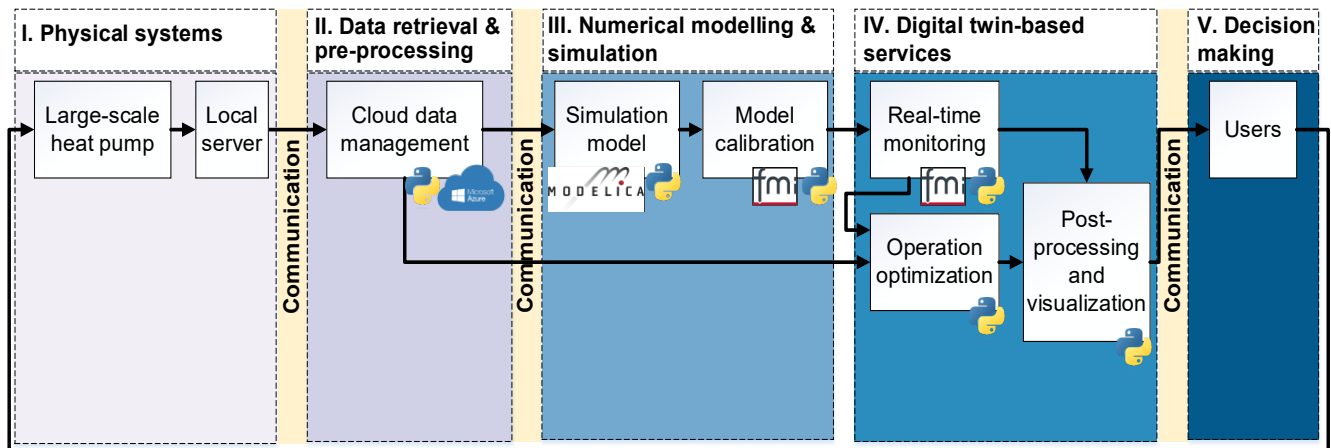 I. Physical systems
II. Data retrieval &
pre-processing
III. Numerical modelling &
simulation
IV. Digital twin-based
services
V. Decision
making
Large-scale
heat pump
Local
server
Communication
Cloud data
management
Microsoft
Azure
Communication
Simulation
model
MODELICA
Model
calibration
fmi
Real-time
monitoring
fmi
Operation
optimization
Post-
processing
and
visualization
Communication
Users